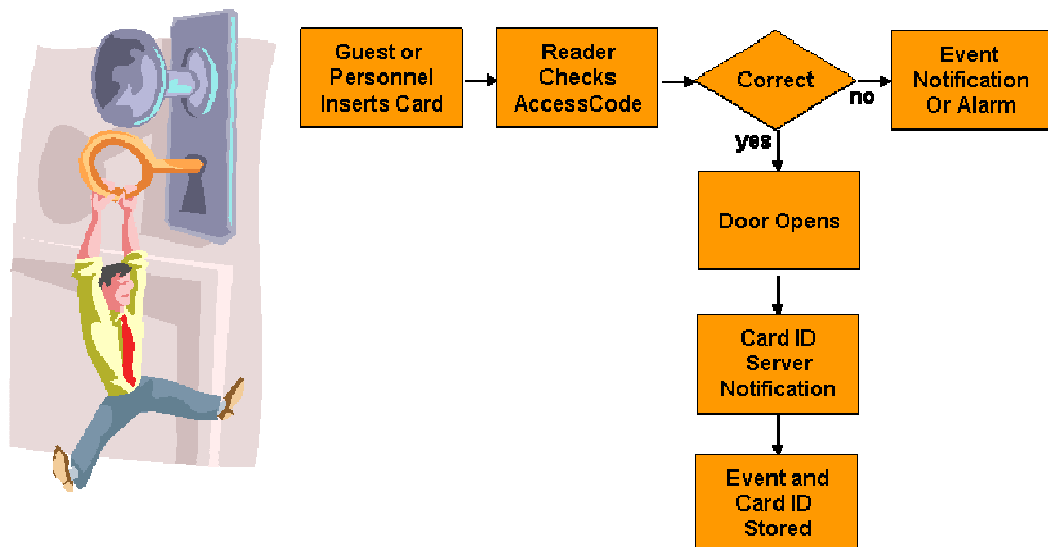 Guest or
Personnel
Inserts Card
Reader
Checks
AccessCode
Correct
no
Event
Notification
Or Alarm
yes
Door Opens
Card ID
Server
Notification
Event and
Card ID
Stored